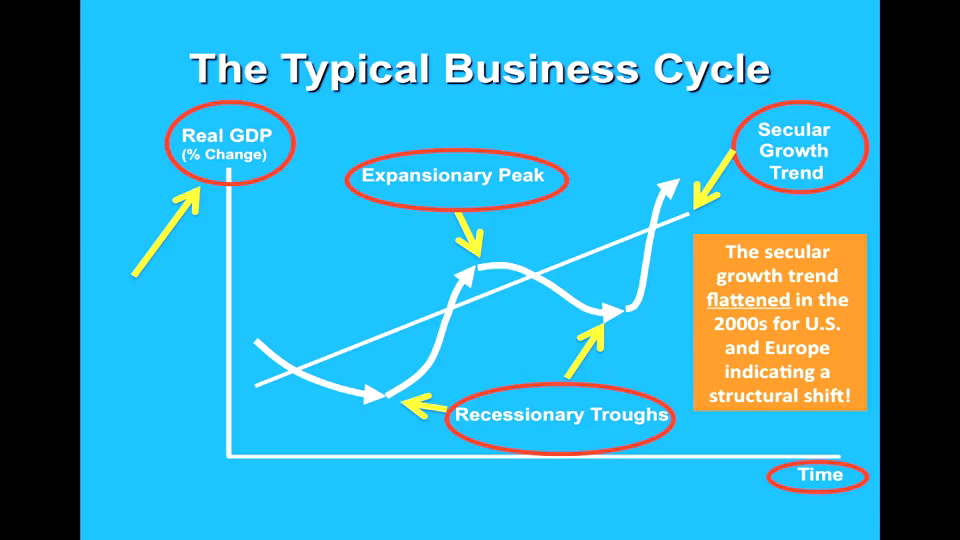 The Typical Business Cycle
Real GDP
(% Change)
Expansionary Peak
Secular
Growth
Trend
The secular
growth trend
flattened in the
2000s for U.S.
and Europe
indicating a
structural shift!
Recessionary Troughs
Time